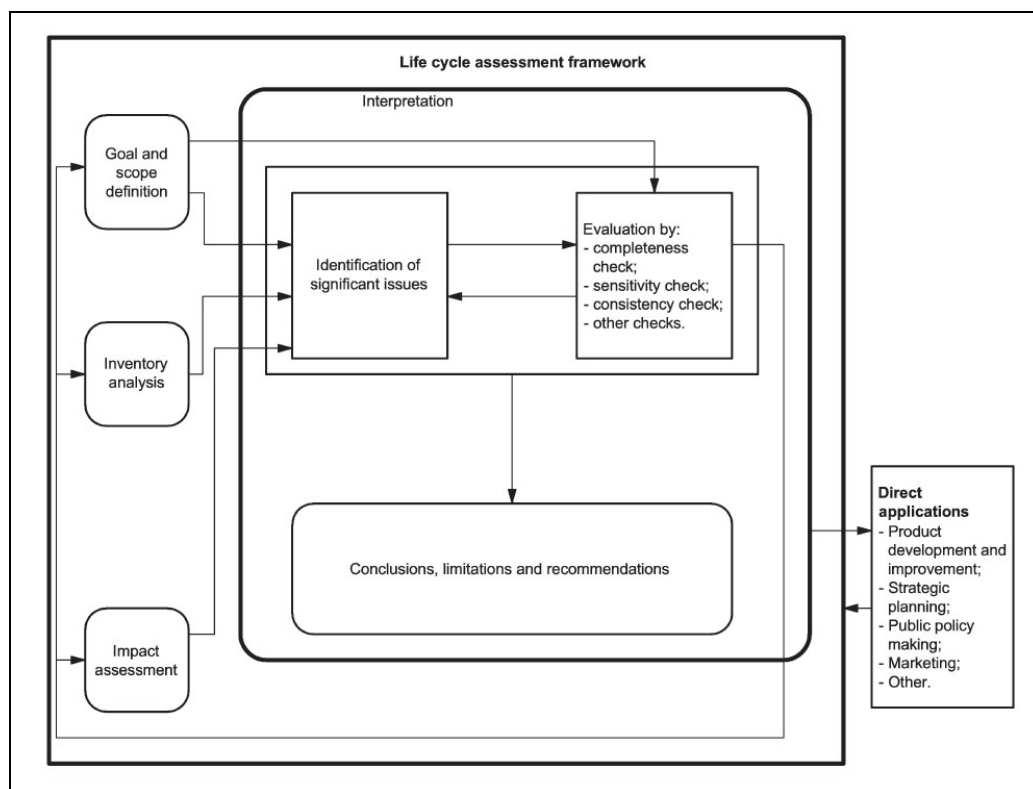 Life cycle assessment framework
Interpretation
Goal and
scope
definition
Identification of
significant issues
Evaluation by:
- completeness
check;
- sensitivity check;
- consistency check;
- other checks.
Inventory
analysis
Conclusions, limitations and recommendations
Impact
assessment
Direct
applications
- Product
development and
improvement;
- Strategic
planning;
- Public policy
making;
- Marketing;
- Other.